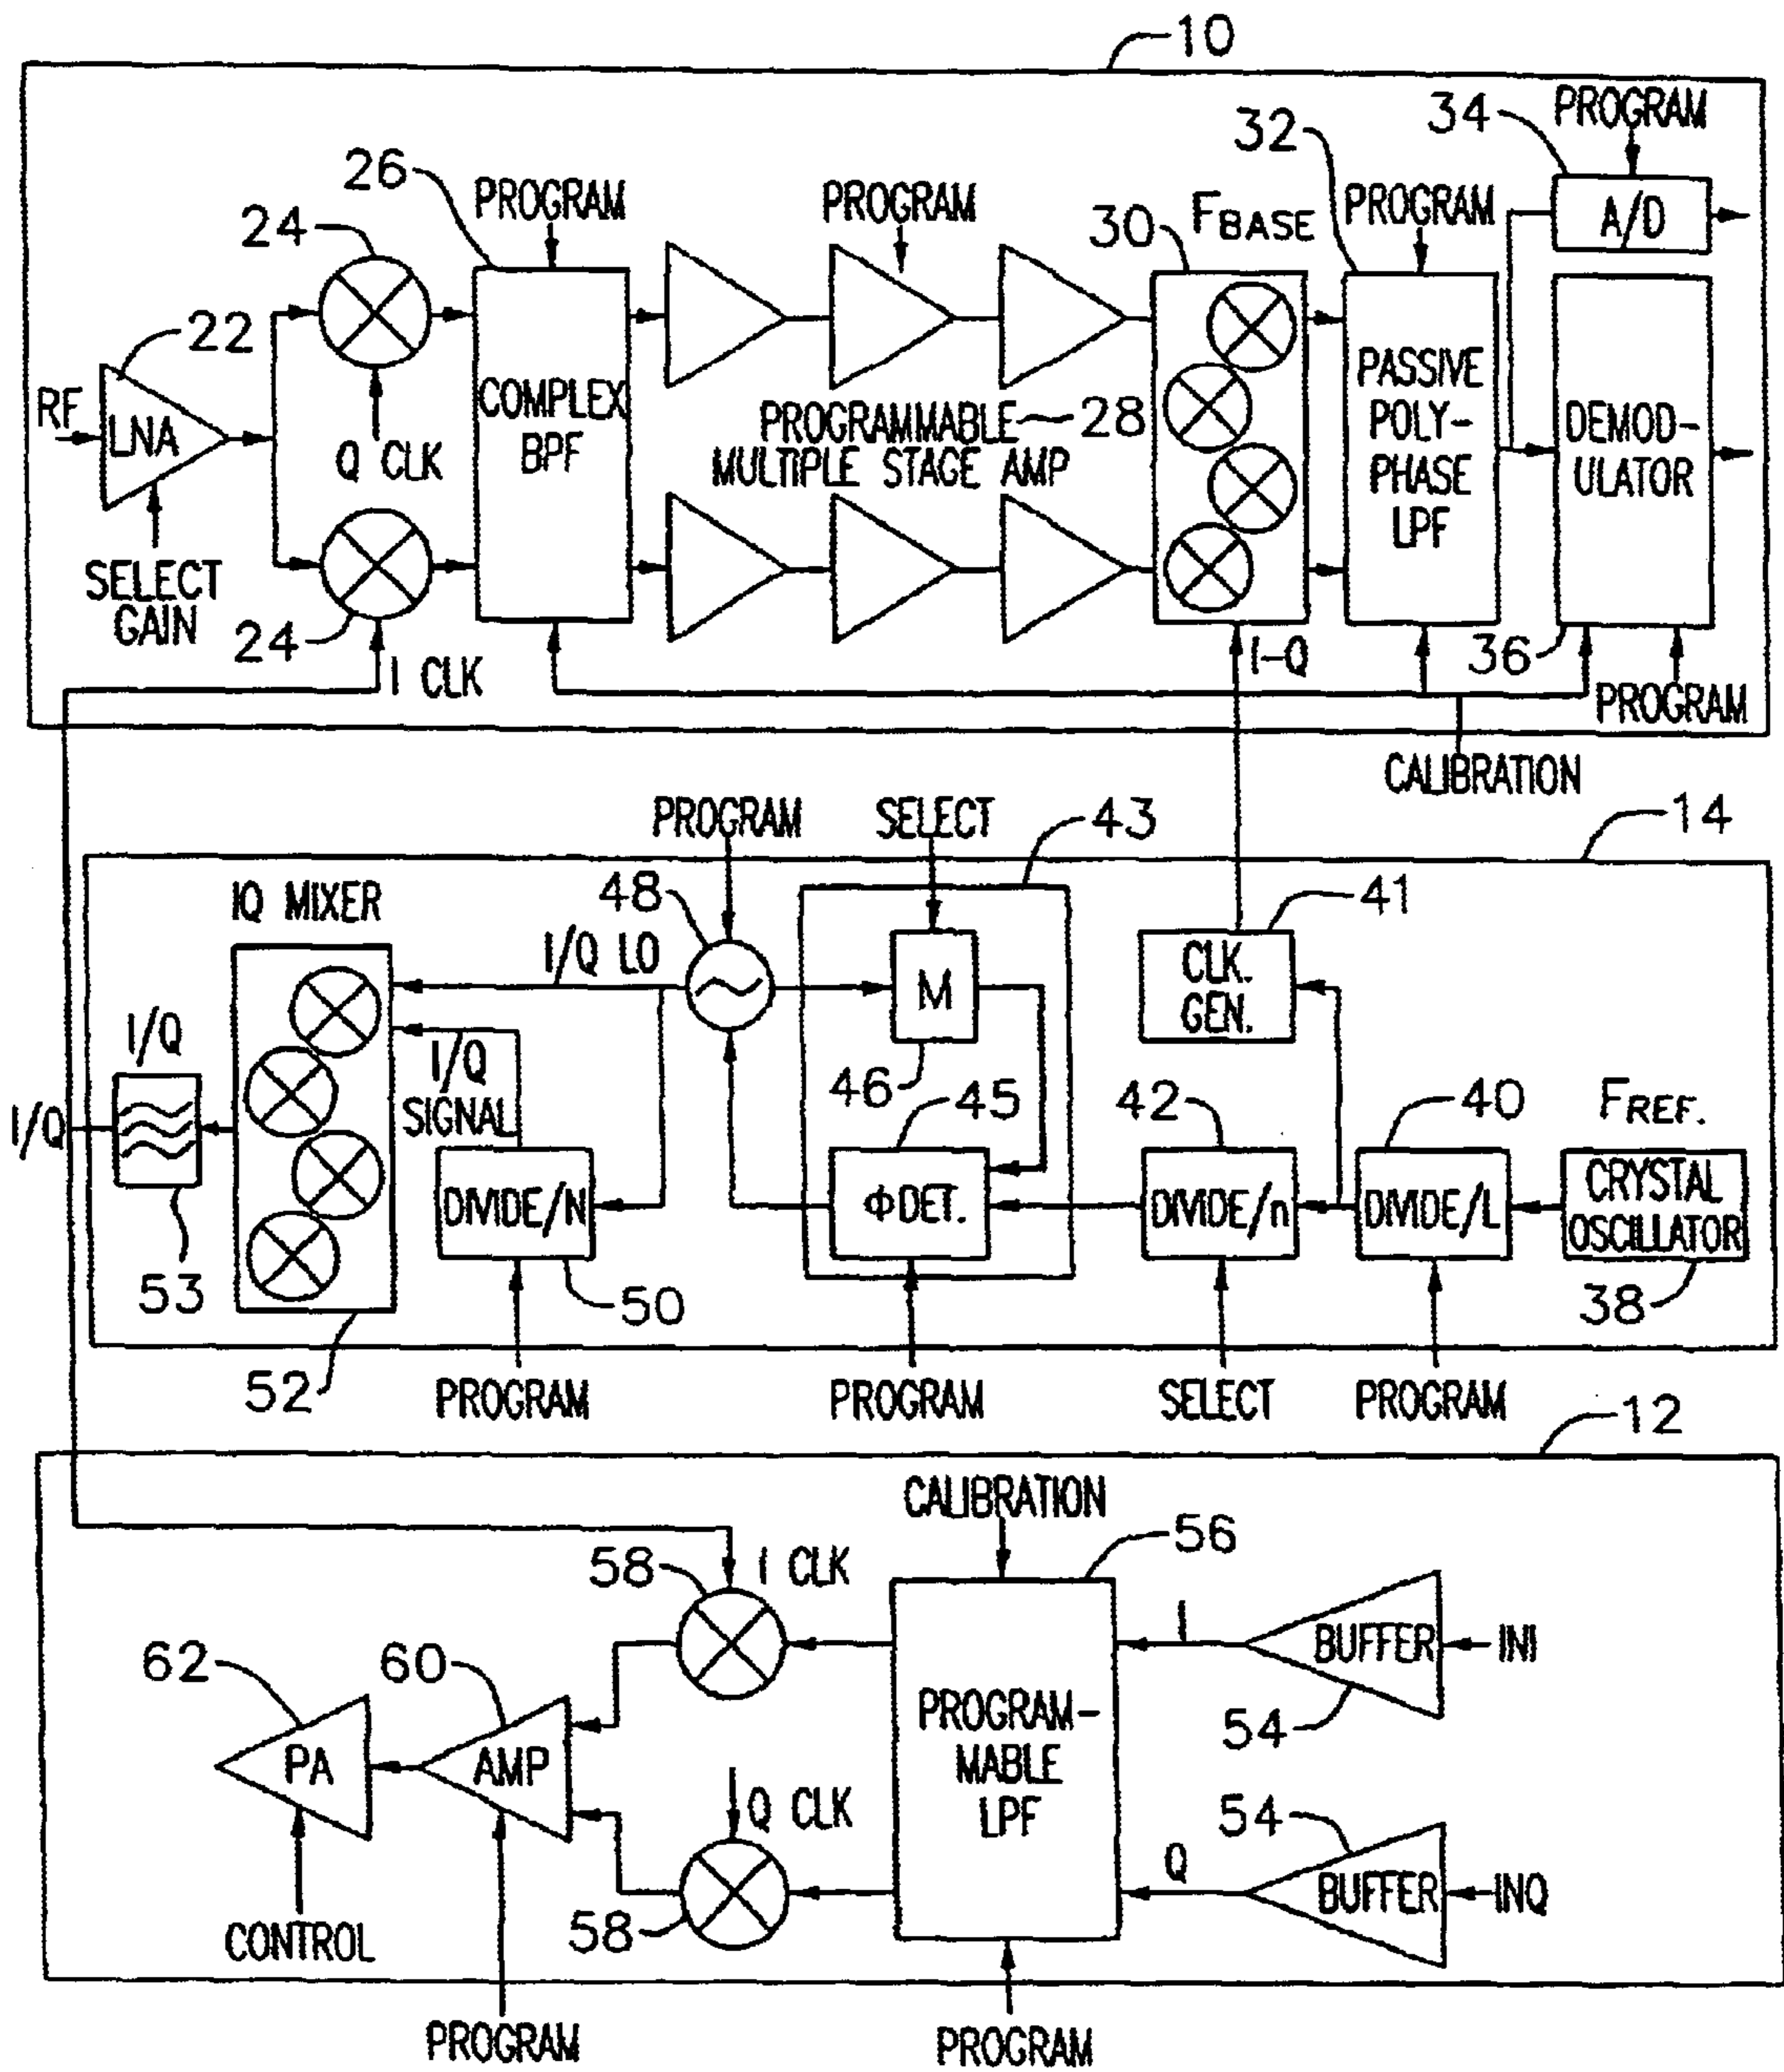 10
PROGRAM
34
32
26
PROGRAM
PROGRAM
FBASE
PROGRAM
A/D
24
30
22
RF
LNA
Q CLK
COMPLEX
BPF
PROGRAMMABLE
28
MULTIPLE STAGE AMP
PASSIVE
POLY-
PHASE
LPF
DEMOD-
ULATOR
SELECT
GAIN
24
I CLK
I-Q
36
PROGRAM
CALIBRATION
PROGRAM
SELECT
43
14
IQ MIXER
48
41
I/Q LO
M
CLK.
GEN.
I/Q
I/Q
SIGNAL
46
45
42
40
FREF.
I/Q
DIVIDE/N
ΦDET.
DIVIDE/n
DIVIDE/L
CRYSTAL
OSCILLATOR
53
50
38
52
PROGRAM
PROGRAM
SELECT
PROGRAM
12
CALIBRATION
58
I CLK
56
I
BUFFER
INI
62
60
54
PA
AMP
PROGRAM-
MABLE
LPF
Q CLK
54
Q
BUFFER
INQ
58
CONTROL
PROGRAM
PROGRAM